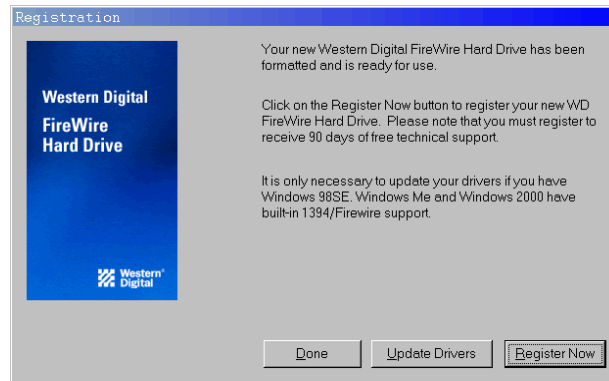 Registration
Western Digital
FireWire
Hard Drive
Western
Digital
Your new Western Digital FireWire Hard Drive has been
formatted and is ready for use.
Click on the Register Now button to register your new WD
FireWire Hard Drive. Please note that you must register to
receive 90 days of free technical support.
It is only necessary to update your drivers if you have
Windows 98SE. Windows Me and Windows 2000 have
built-in 1394/Firewire support.
Done
Update Drivers
Register Now